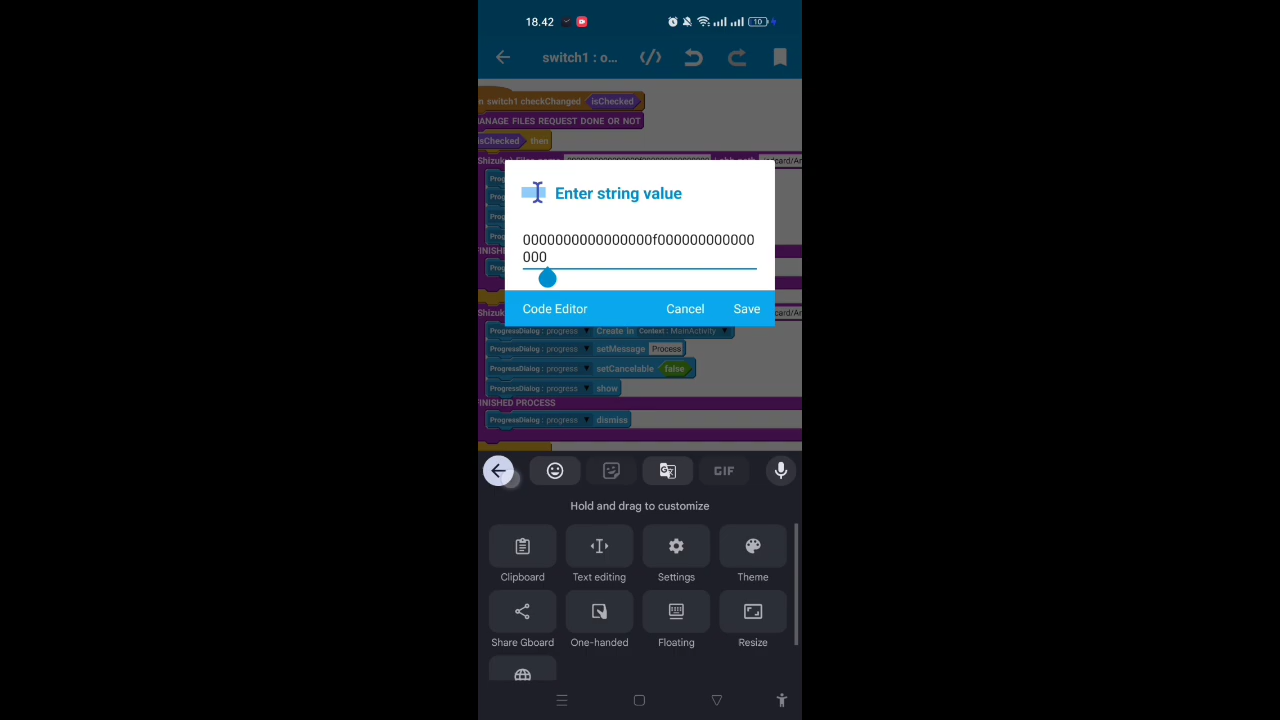 18.42
10
switch1 : o...
n switch1 checkChanged isChecked
ANAGE FILES REQUEST DONE OR NOT
sChecked then
Enter string value
0000000000000000f000000000000
000
Code Editor Cancel Save
ProgressDialog : progress Create in Context : MainActivity
ProgressDialog : progress setMessage Process
ProgressDialog : progress setCancelable false
ProgressDialog : progress show
INISHED PROCESS
ProgressDialog : progress dismiss
GIF
Hold and drag to customize
Clipboard Text editing Settings Theme
Share Gboard One-handed Floating Resize